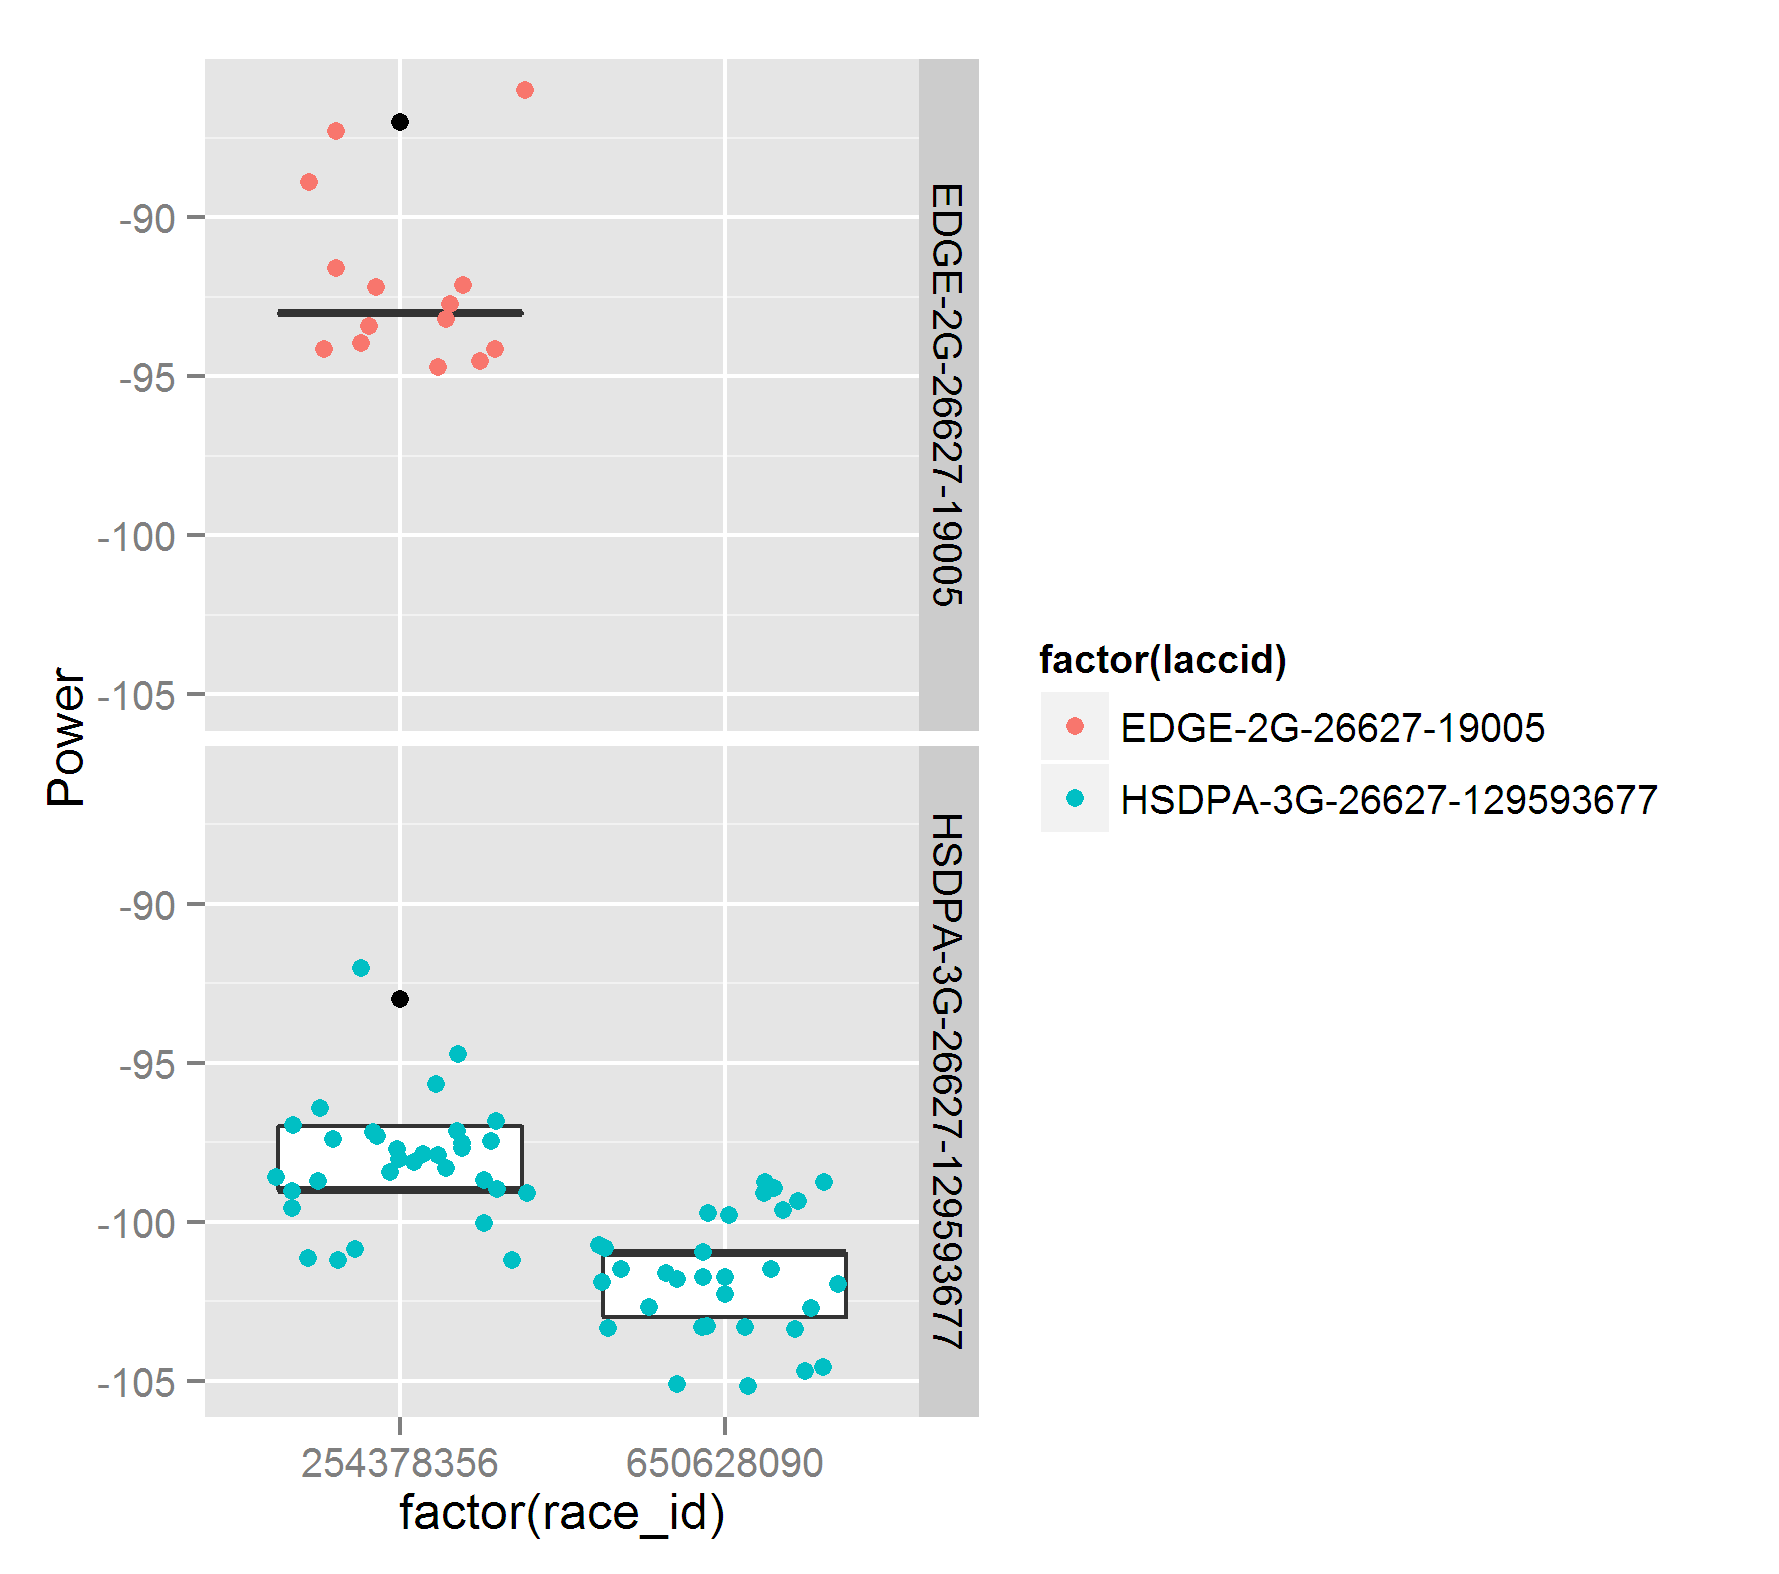 -90
-95
-100
-105
EDGE-2G-26627-19005
Power
-90
-95
-100
-105
HSDPA-3G-26627-129593677
254378356 650628090
factor(race_id)
factor(laccid)
EDGE-2G-26627-19005
HSDPA-3G-26627-129593677